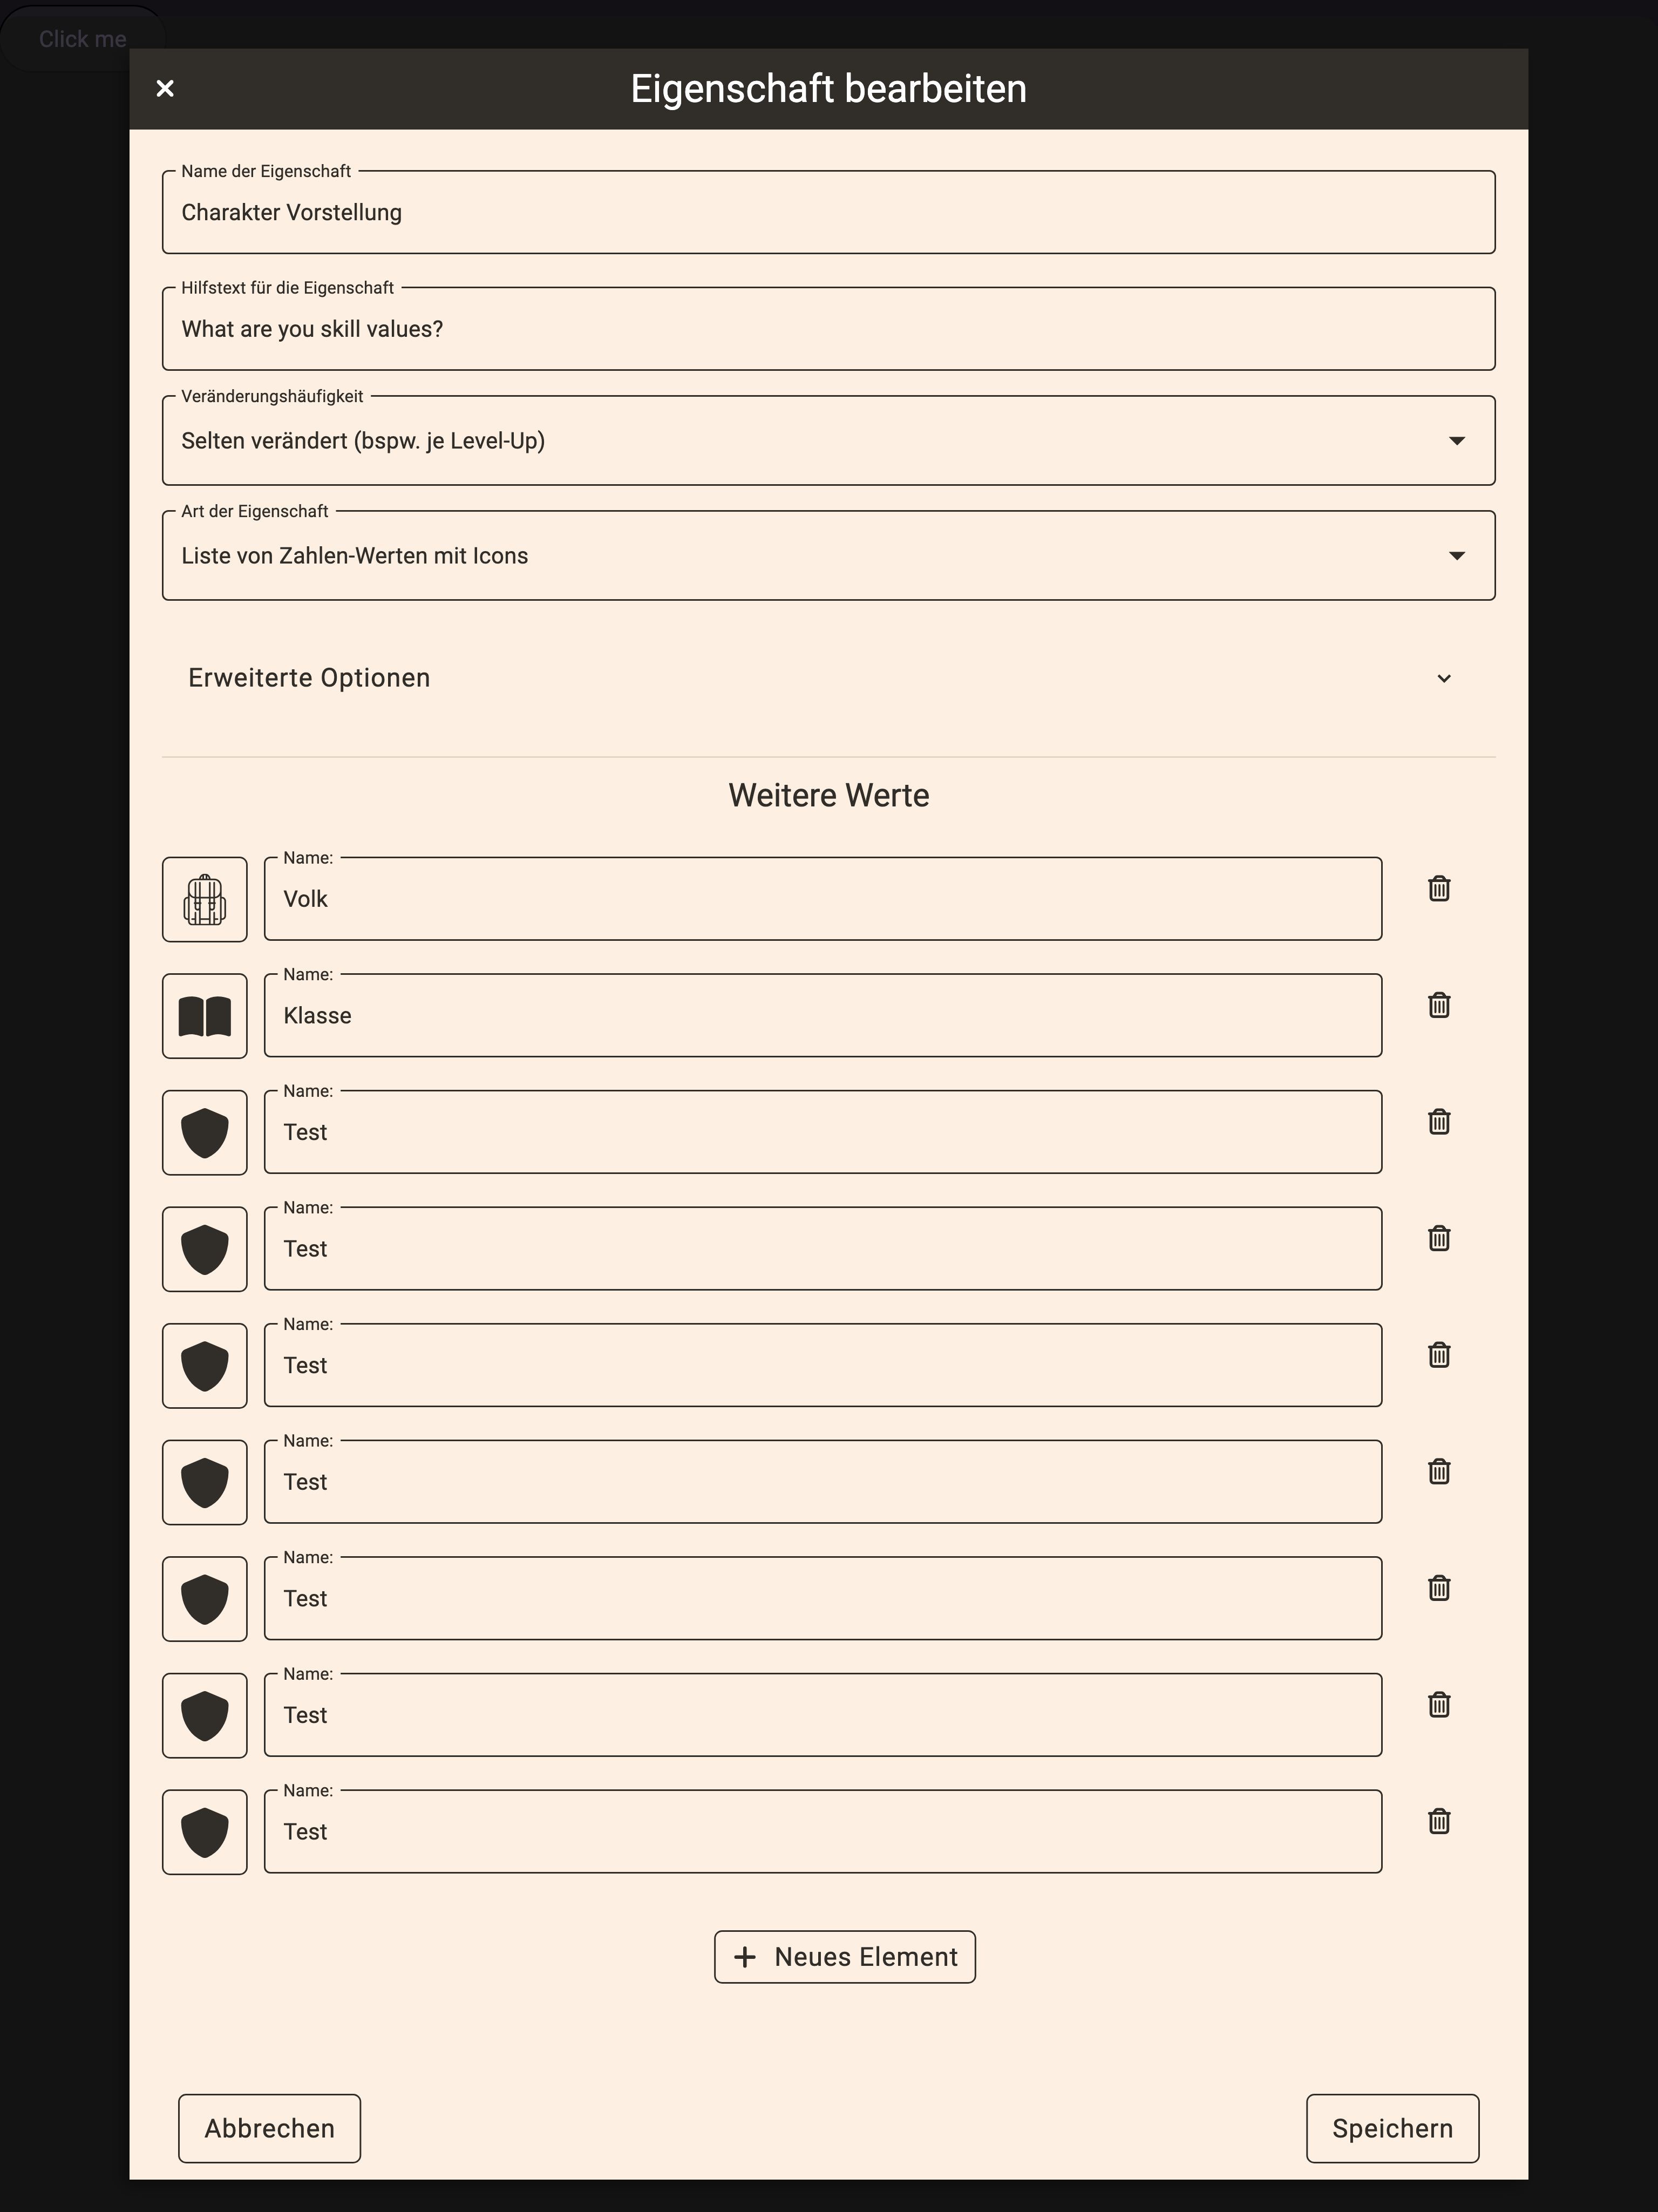 Click me
Eigenschaft bearbeiten
Name der Eigenschaft
Charakter Vorstellung
Hilfstext für die Eigenschaft
What are you skill values?
Veränderungshäufigkeit
Selten verändert (bspw. je Level-Up)
Art der Eigenschaft
Liste von Zahlen-Werten mit Icons
Erweiterte Optionen
Weitere Werte
Name:
Volk
Name:
Klasse
Name:
Test
Name:
Test
Name:
Test
Name:
Test
Name:
Test
Name:
Test
Name:
Test
Neues Element
Abbrechen
Speichern